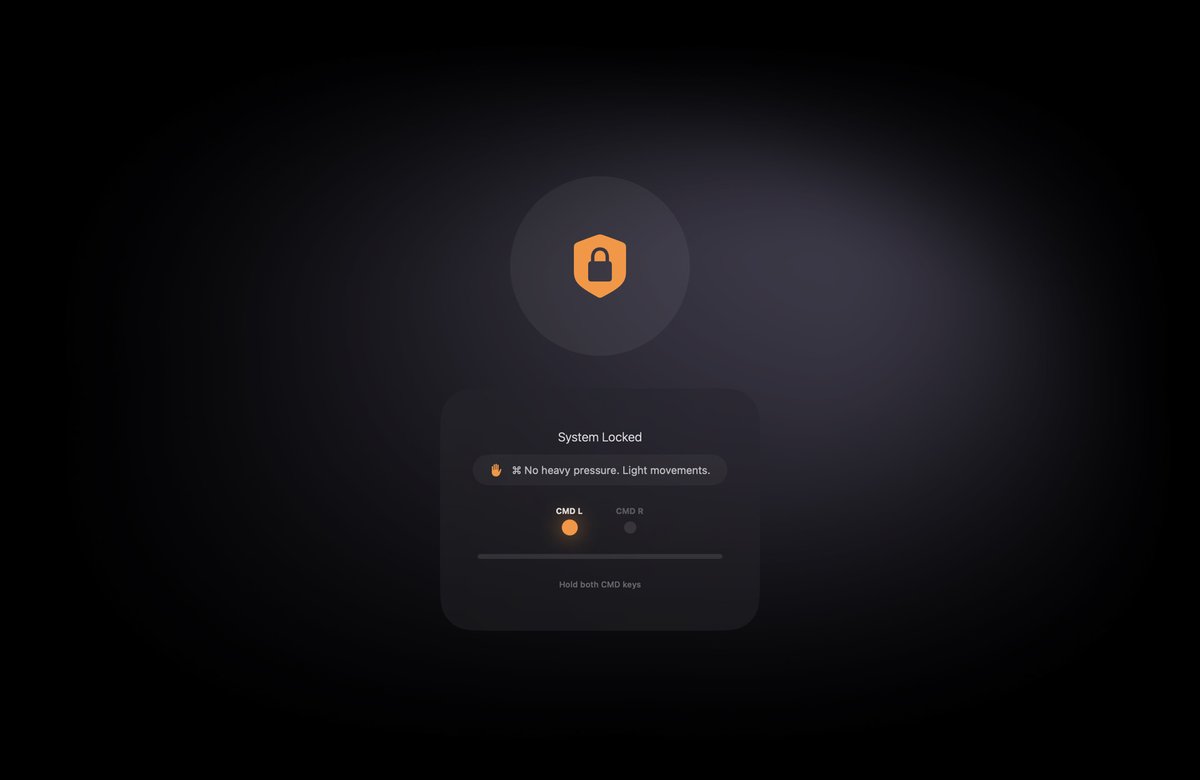 System Locked
⌘ No heavy pressure. Light movements.
CMD L CMD R
Hold both CMD keys